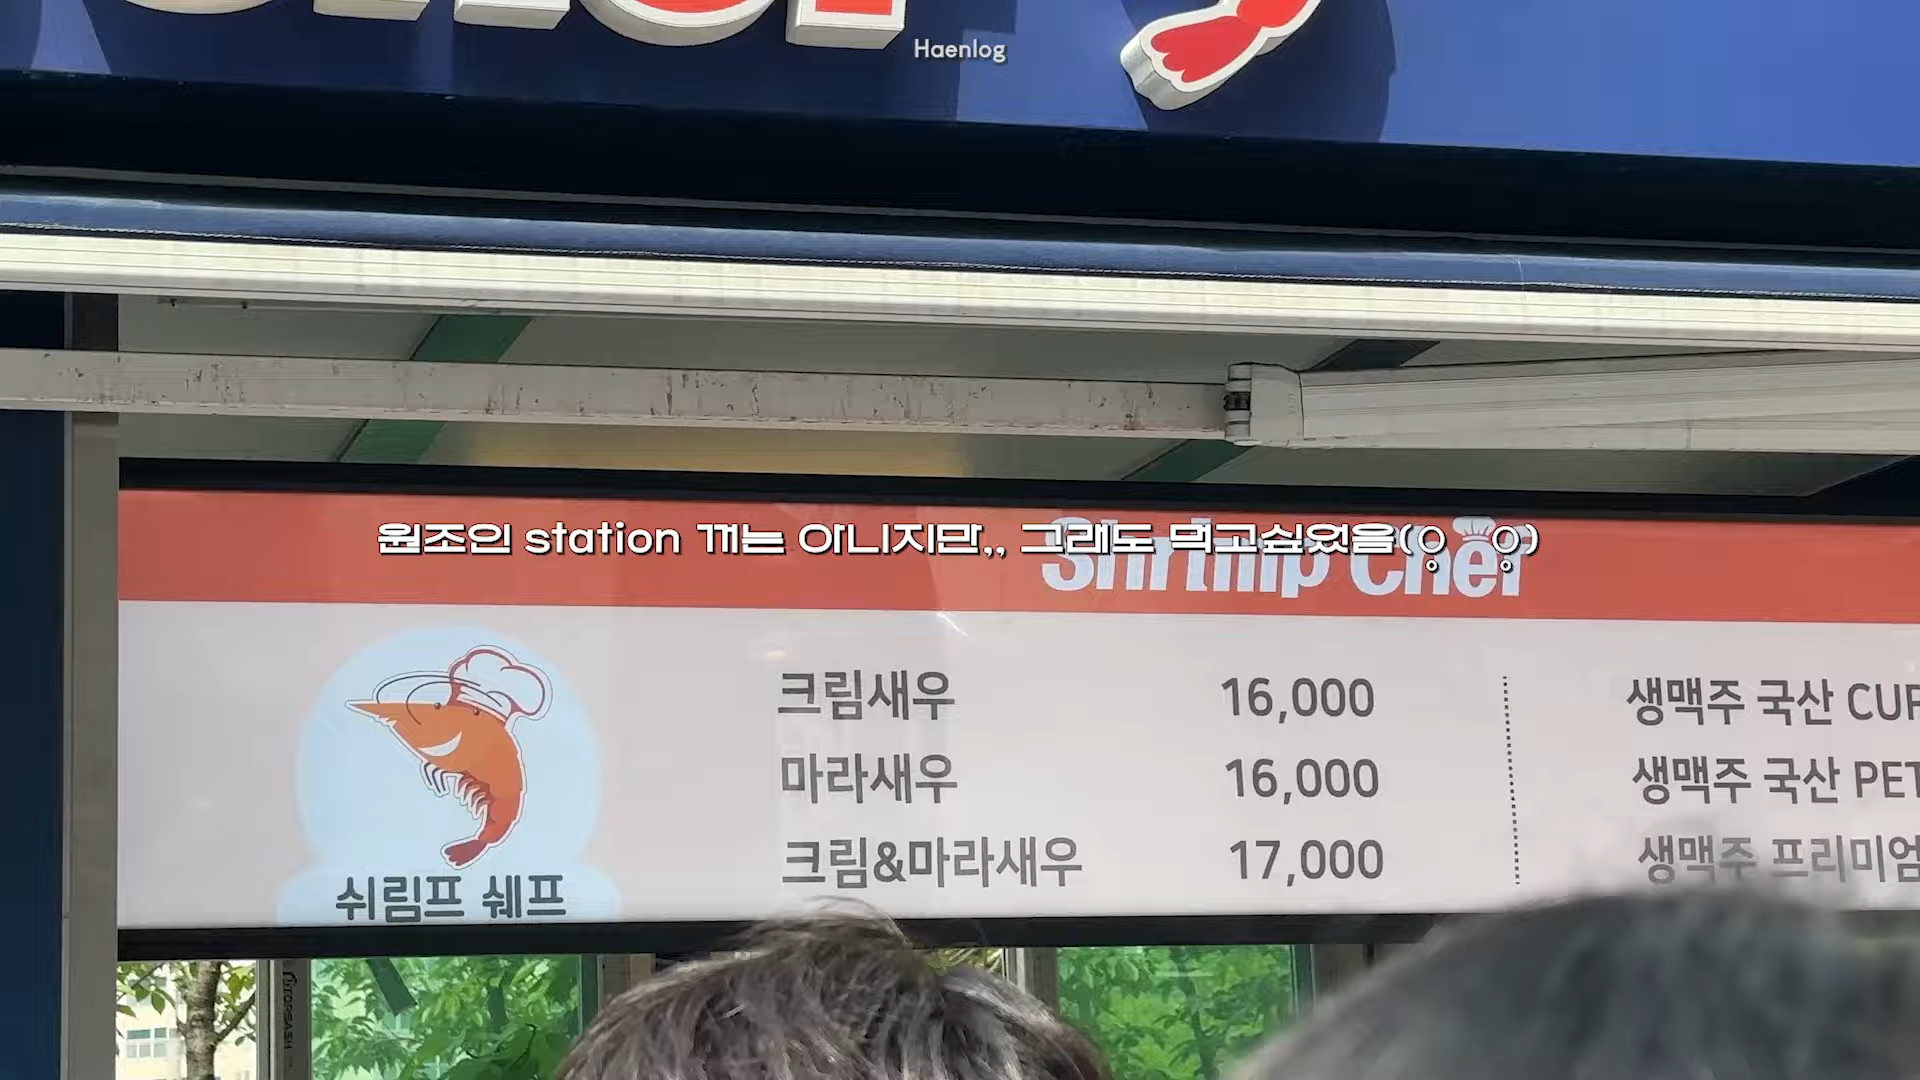 Haenlog
원조인 station 꺼는 아니지만,, 그래도 먹고싶었을(ੂ ੂ)
Shrimp Chef
크림새우 16,000 생맥주 국산 CUP
마라새우 16,000 생맥주 국산 PET
크림&마라새우 17,000 생맥주 프리미엄
쉬림프 쉐프